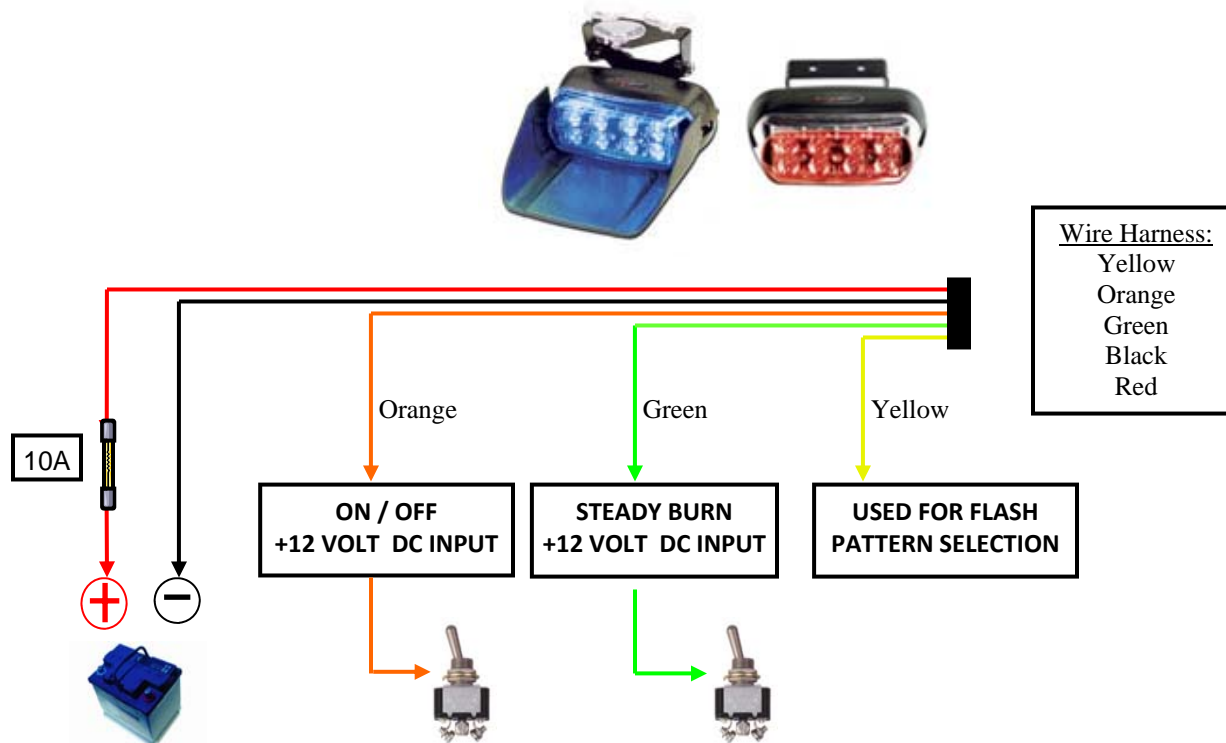 Wire Harness:
Yellow
Orange
Green
Black
Red
Orange
Green
Yellow
10A
ON / OFF
+12 VOLT DC INPUT
STEADY BURN
+12 VOLT DC INPUT
USED FOR FLASH
PATTERN SELECTION